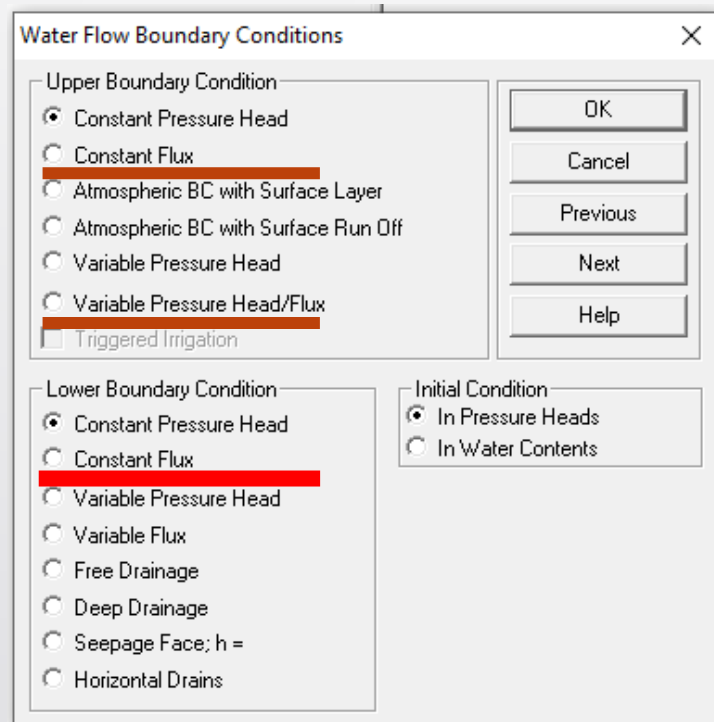 Water Flow Boundary Conditions
Upper Boundary Condition
Constant Pressure Head
Constant Flux
Atmospheric BC with Surface Layer
Atmospheric BC with Surface Run Off
Variable Pressure Head
Variable Pressure Head/Flux
Triggered Irrigation
OK
Cancel
Previous
Next
Help
Lower Boundary Condition
Constant Pressure Head
Constant Flux
Variable Pressure Head
Variable Flux
Free Drainage
Deep Drainage
Seepage Face; h =
Horizontal Drains
Initial Condition
In Pressure Heads
In Water Contents